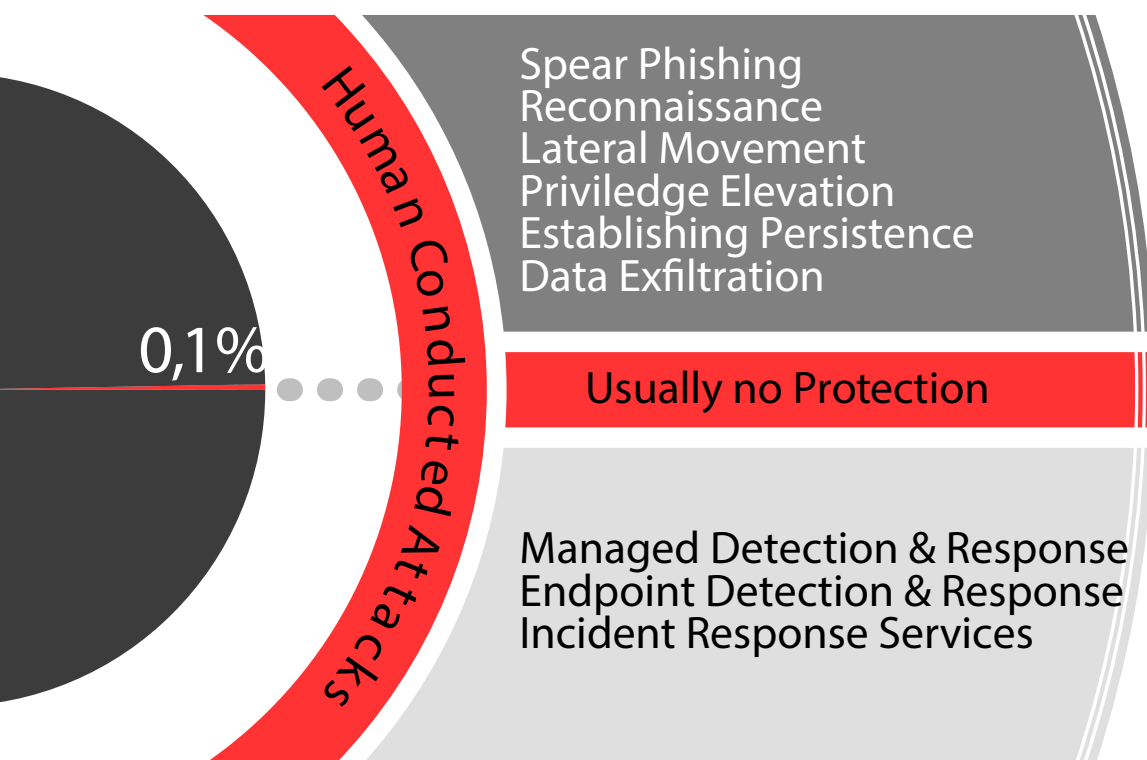 0,1%
Human Conducted Attacks
Spear Phishing
Reconnaissance
Lateral Movement
Priviledge Elevation
Establishing Persistence
Data Exfiltration
Usually no Protection
Managed Detection & Response
Endpoint Detection & Response
Incident Response Services